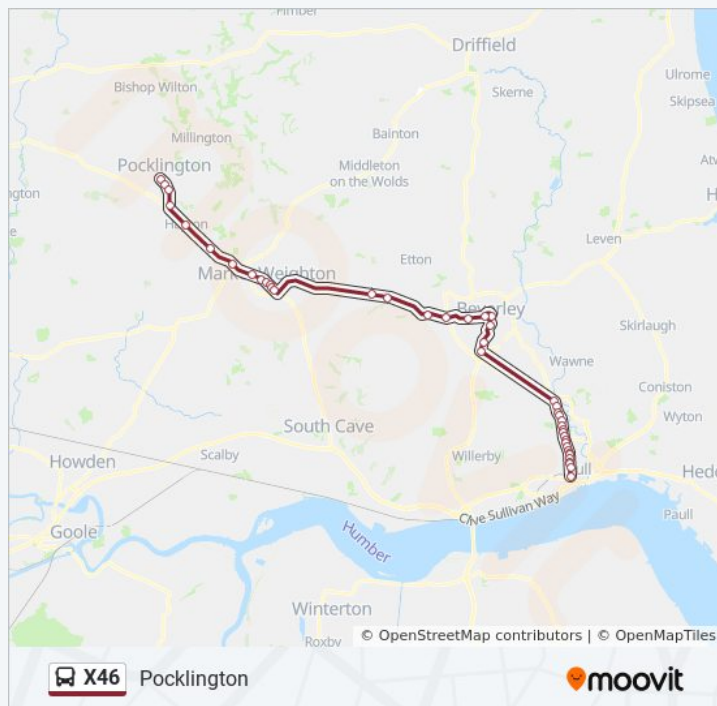 Fimber
Driffield
Ulrome
Skipsea
Skerne
Bishop Wilton
Bainton
Millington
Pocklington
Middleton
on the Wolds
Leven
Etton
Market Weighton
Beverley
Skirlaugh
Wawne
Coniston
South Cave
Wyton
Willerby
Howden
Scalby
Hull
Clive Sullivan Way
Paull
Goole
Humber
Winterton
Roxby
© OpenStreetMap contributors | © OpenMapTiles
X46
Pocklington
moovit